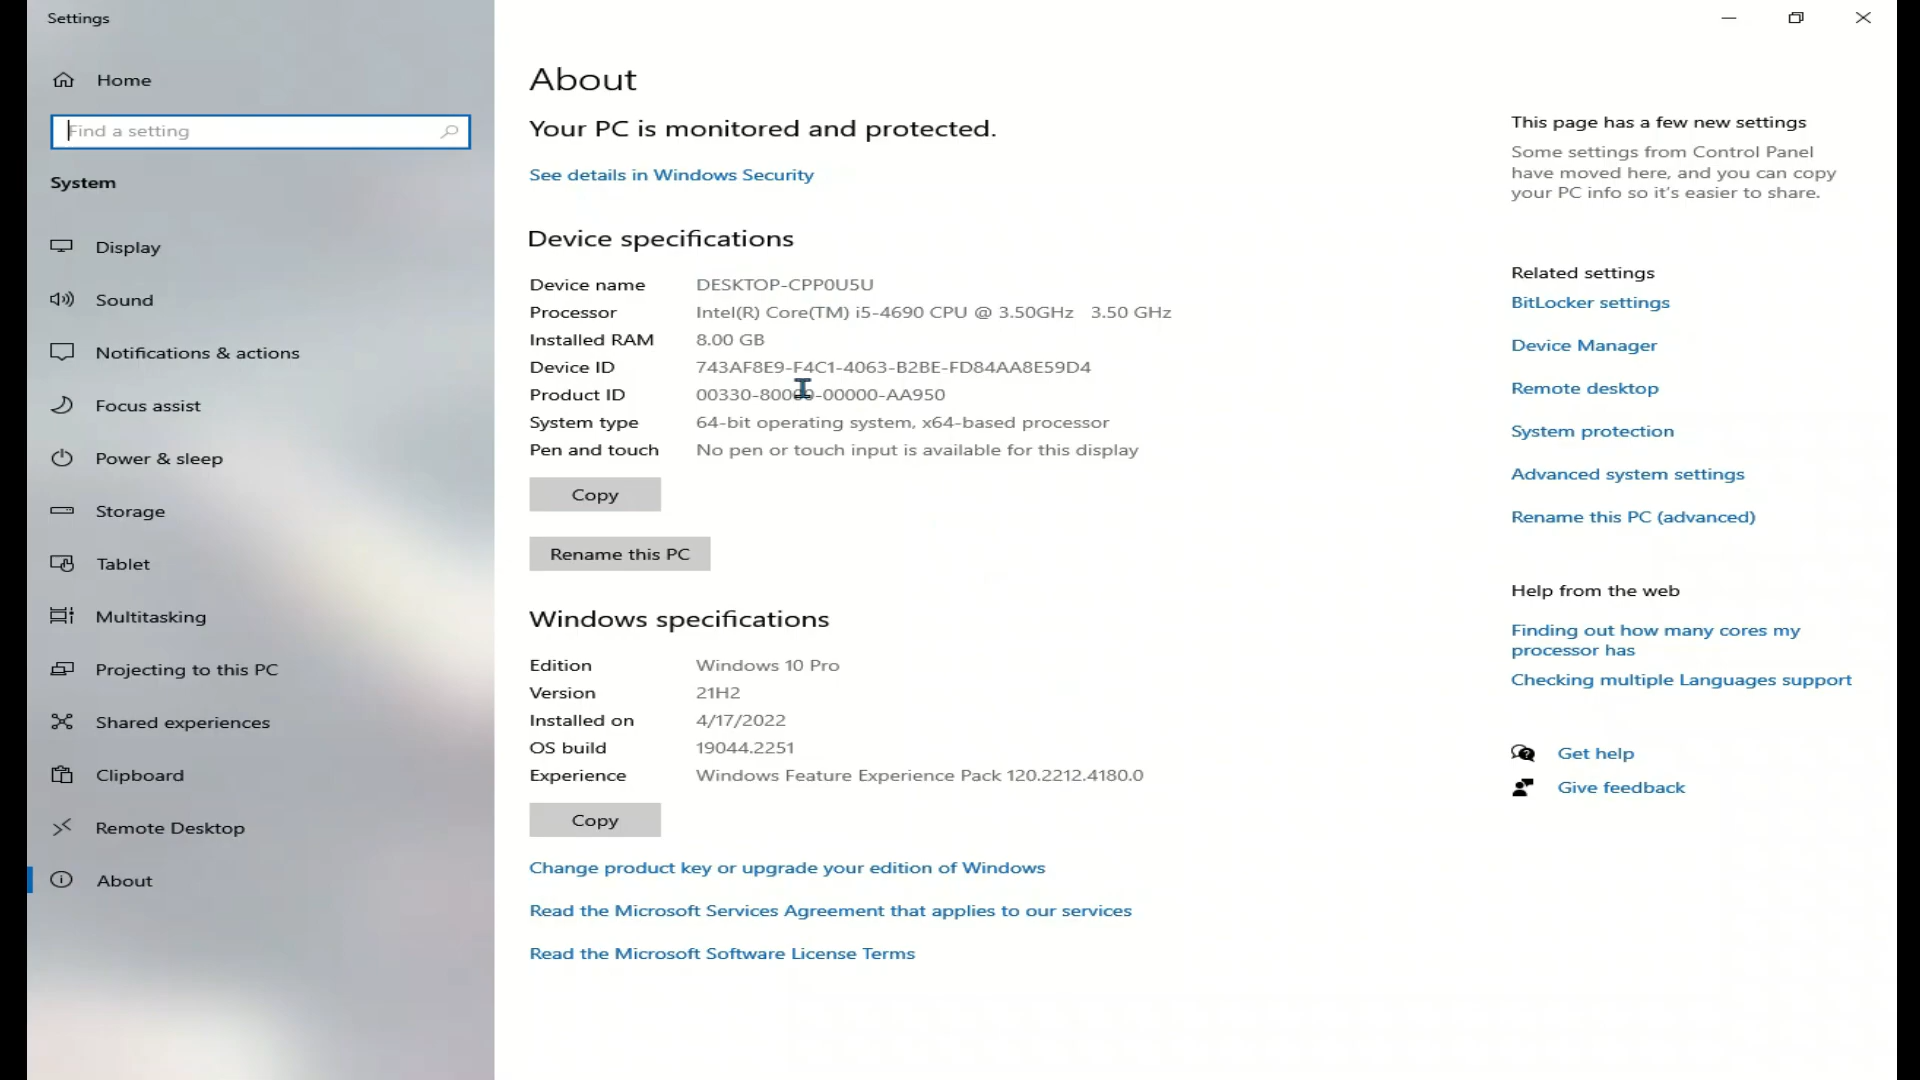 Settings
Home
Find a setting
System
Display
Sound
Notifications & actions
Focus assist
Power & sleep
Storage
Tablet
Multitasking
Projecting to this PC
Shared experiences
Clipboard
Remote Desktop
About
About
Your PC is monitored and protected.
See details in Windows Security
Device specifications
Device name DESKTOP-CPP0U5U
Processor Intel(R) Core(TM) i5-4690 CPU @ 3.50GHz 3.50 GHz
Installed RAM 8.00 GB
Device ID 743AF8E9-F4C1-4063-B2BE-FD84AA8E59D4
Product ID 00330-80000-00000-AA950
System type 64-bit operating system, x64-based processor
Pen and touch No pen or touch input is available for this display
Copy
Rename this PC
Windows specifications
Edition Windows 10 Pro
Version 21H2
Installed on 4/17/2022
OS build 19044.2251
Experience Windows Feature Experience Pack 120.2212.4180.0
Copy
Change product key or upgrade your edition of Windows
Read the Microsoft Services Agreement that applies to our services
Read the Microsoft Software License Terms
This page has a few new settings
Some settings from Control Panel
have moved here, and you can copy
your PC info so it's easier to share.
Related settings
BitLocker settings
Device Manager
Remote desktop
System protection
Advanced system settings
Rename this PC (advanced)
Help from the web
Finding out how many cores my
processor has
Checking multiple Languages support
Get help
Give feedback